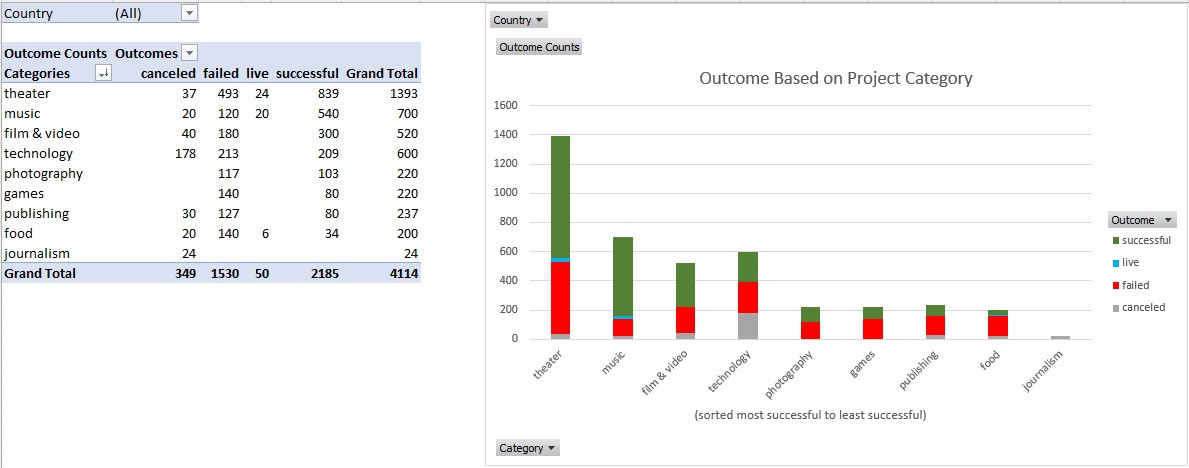 Country (All)
Outcome Counts Outcomes
Categories canceled failed live successful Grand Total
theater 37 493 24 839 1393
music 20 120 20 540 700
film & video 40 180 300 520
technology 178 213 209 600
photography 117 103 220
games 140 80 220
publishing 30 127 80 237
food 20 140 6 34 200
journalism 24 24
Grand Total 349 1530 50 2185 4114
Country
Outcome Counts
Outcome Based on Project Category
1600
1400
1200
1000
800
600
400
200
0
theater
music
film & video
technology
photography
games
publishing
food
journalism
(sorted most successful to least successful)
Outcome
successful
live
failed
canceled
Category